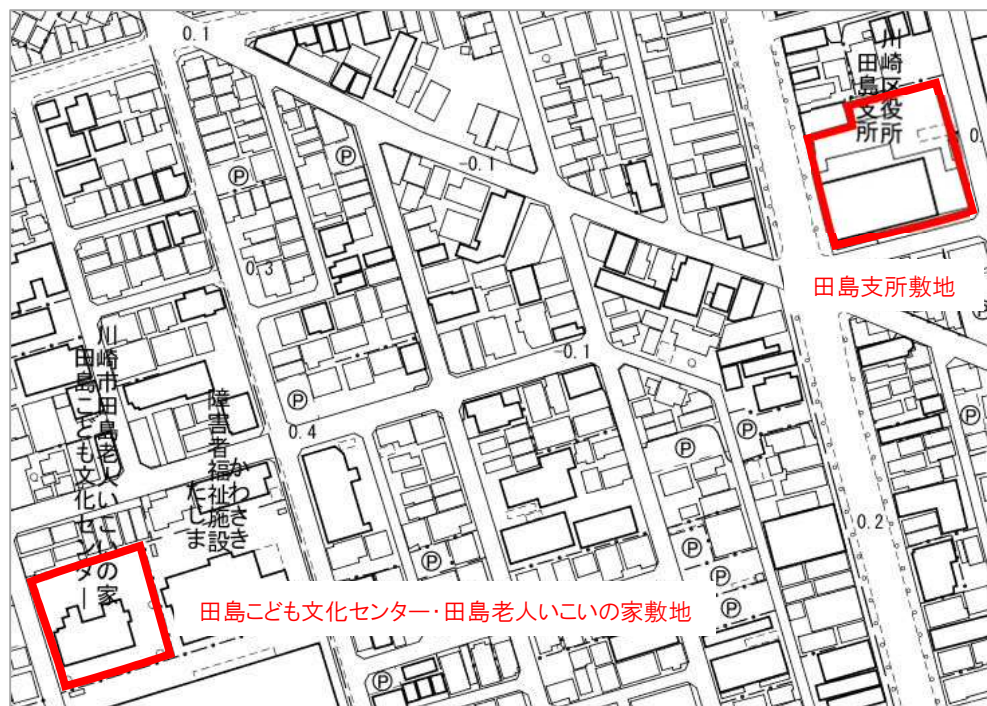 0.1
川崎区役所
田島支所
Ⓟ
Ⓟ
-0.1
0.3
田島支所敷地
-0.1
川崎市田島老人いこいの家
田島こども文化センター
障害者福祉施設
かわさき
たじま
Ⓟ
0.4
Ⓟ
Ⓟ
Ⓟ
0.2
Ⓟ
Ⓟ
Ⓟ
Ⓟ
田島こども文化センター・田島老人いこいの家敷地
Ⓟ